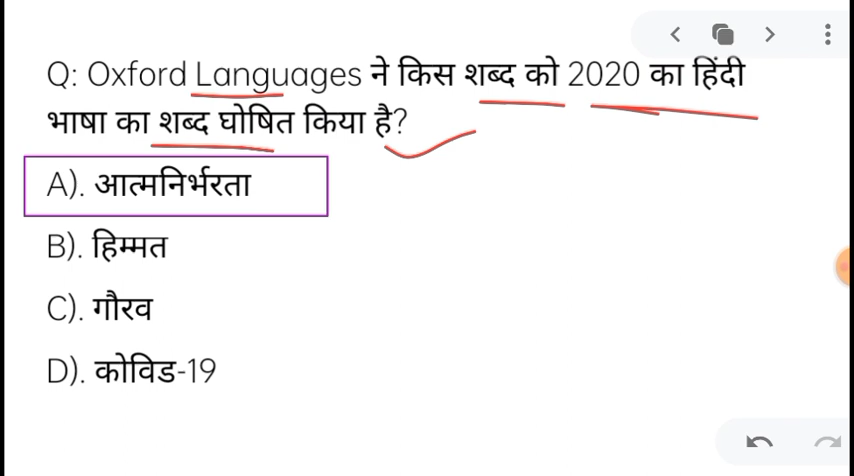 Q: Oxford Languages ने किस शब्द को 2020 का हिंदी
भाषा का शब्द घोषित किया है?
A). आत्मनिर्भरता
B). हिम्मत
C). गौरव
D). कोविड-19